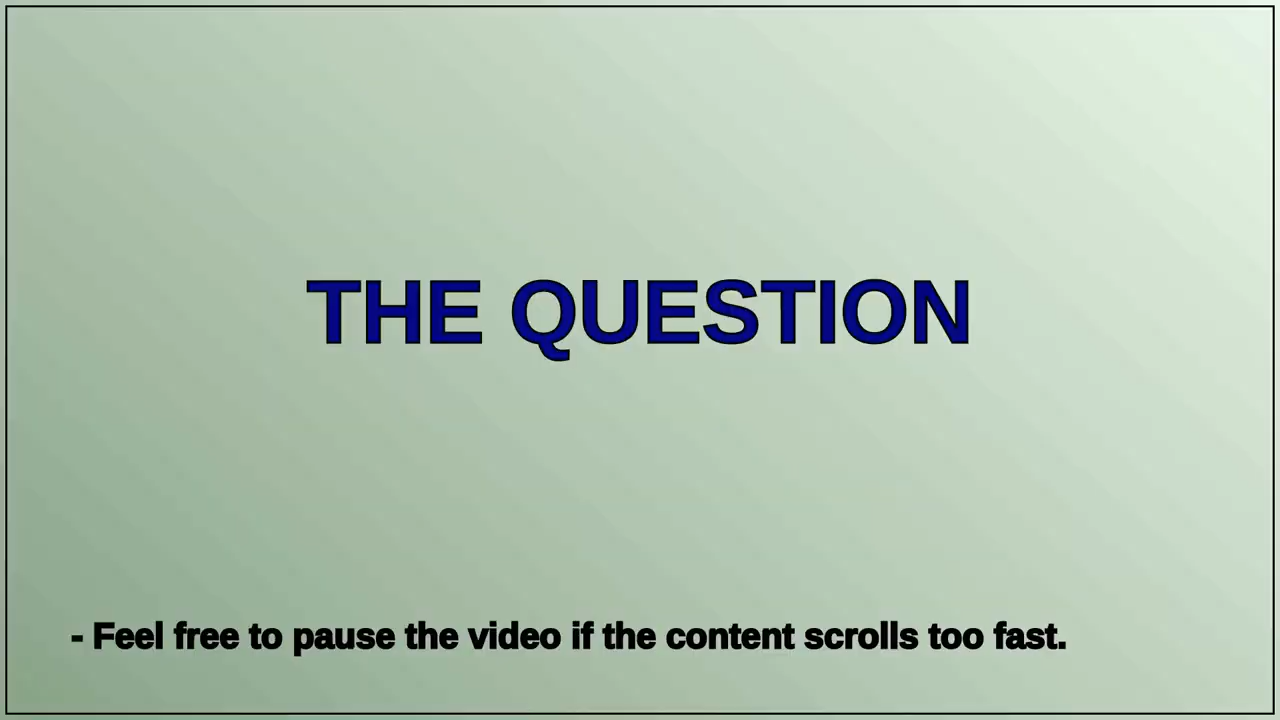 THE QUESTION
- Feel free to pause the video if the content scrolls too fast.